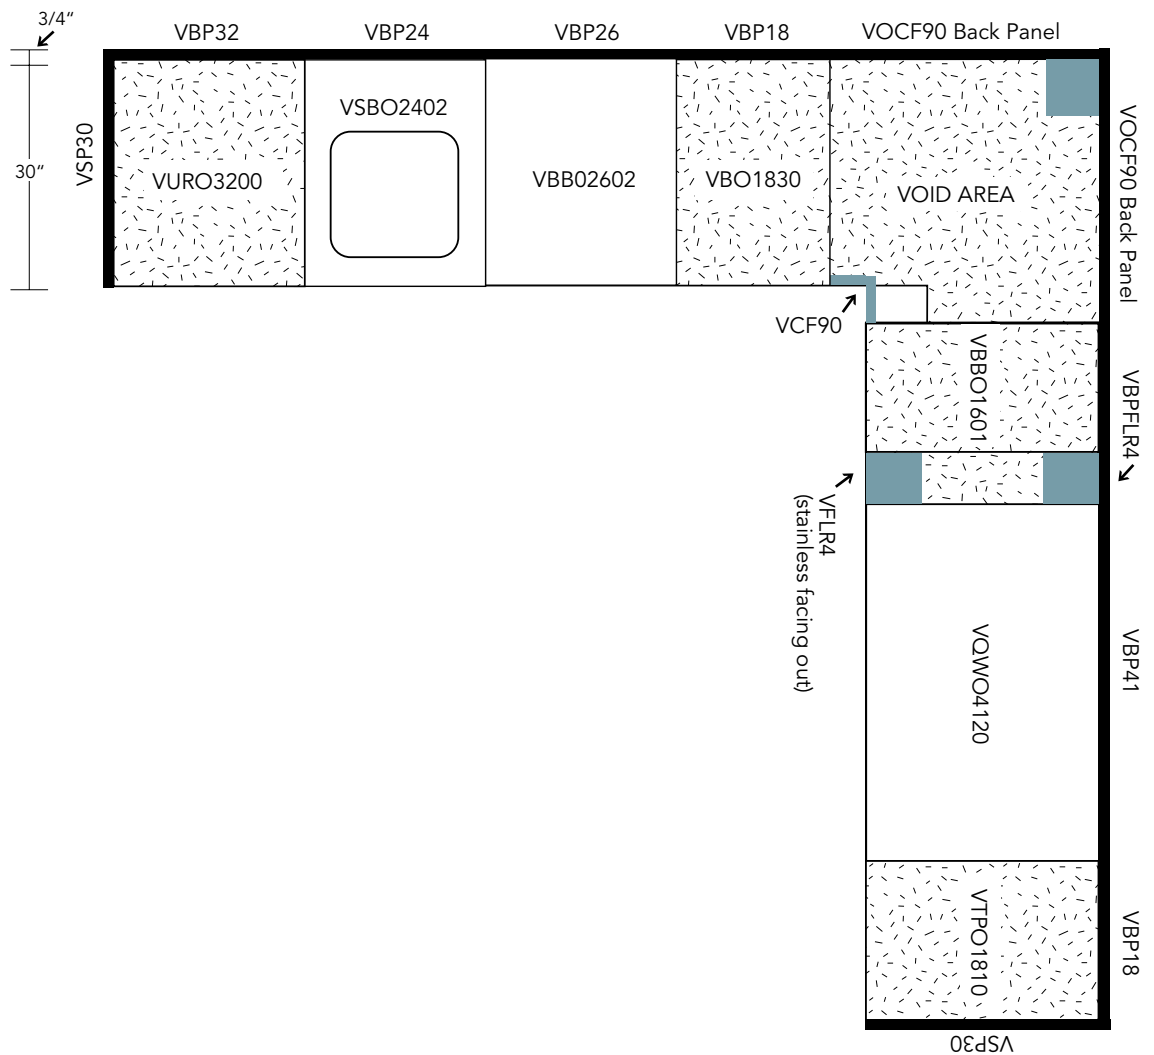 3/4"
VBP32
VBP24
VBP26
VBP18
VOCF90 Back Panel
30"
VSP30
VURO3200
VSBO2402
VBB02602
VBO1830
VOID AREA
VOCF90 Back Panel
VCF90
VBBO1601
VBPFLR4
VFLR4
(stainless facing out)
VQWO4120
VBP41
VTPO1810
VBP18
VSP30